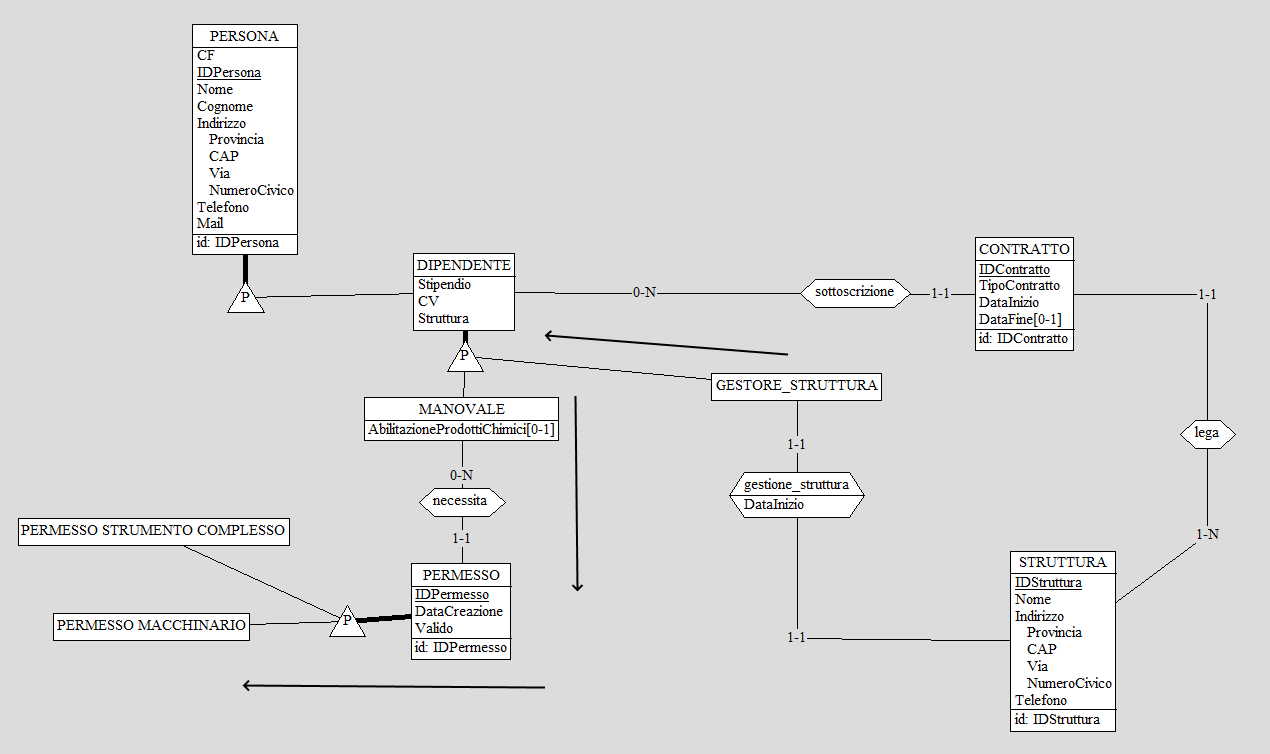 PERSONA
CF
IDPersona
Nome
Cognome
Indirizzo
Provincia
CAP
Via
NumeroCivico
Telefono
Mail
id: IDPersona
P
DIPENDENTE
Stipendio
CV
Struttura
0-N
sottoscrizione
1-1
CONTRATTO
IDContratto
TipoContratto
DataInizio
DataFine[0-1]
id: IDContratto
1-1
P
GESTORE_STRUTTURA
MANOVALE
AbilitazioneProdottiChimici[0-1]
lega
1-1
0-N
necessita
gestione_struttura
DataInizio
PERMESSO STRUMENTO COMPLESSO
1-1
1-N
PERMESSO
IDPermesso
DataCreazione
Valido
id: IDPermesso
PERMESSO MACCHINARIO
P
1-1
STRUTTURA
IDStruttura
Nome
Indirizzo
Provincia
CAP
Via
NumeroCivico
Telefono
id: IDStruttura